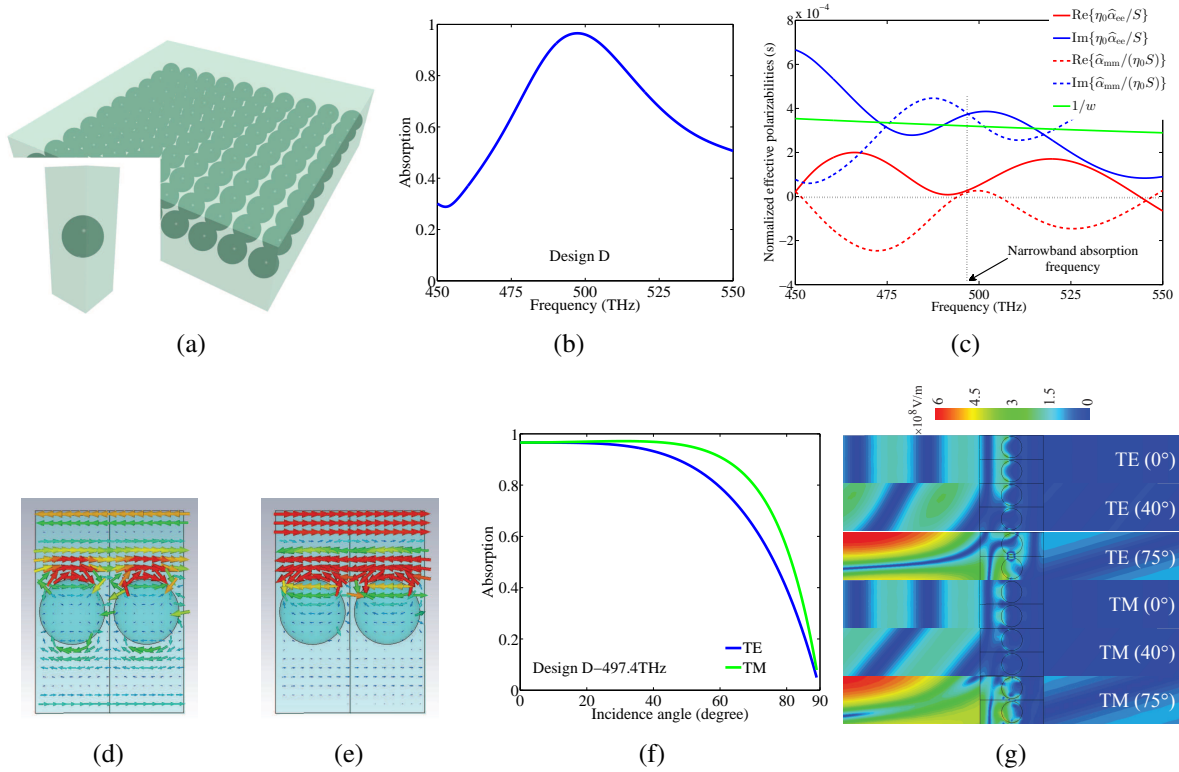 1
0.8
0.6
0.4
0.2
0
Absorption
Design D
450
475
500
525
550
Frequency (THz)
8 x 10⁻⁴
6
4
2
0
−2
−4
Normalized effective polarizabilities (s)
Re{η₀α̂ₑₑ/S}
Im{η₀α̂ₑₑ/S}
Re{α̂ₘₘ/(η₀S)}
Im{α̂ₘₘ/(η₀S)}
1/w
Narrowband absorption
frequency
450
475
500
525
550
Frequency (THz)
(a)
(b)
(c)
1
0.8
0.6
0.4
0.2
0
Absorption
TE
TM
Design D−497.4THz
0
20
40
60
80
90
Incidence angle (degree)
×10⁸V/m
6
4.5
3
1.5
0
TE (0°)
TE (40°)
TE (75°)
TM (0°)
TM (40°)
TM (75°)
(d)
(e)
(f)
(g)